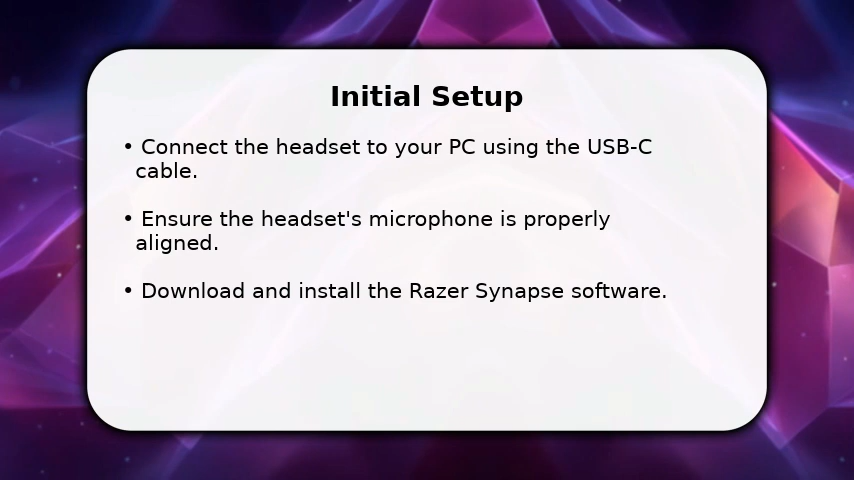 Initial Setup
• Connect the headset to your PC using the USB-C
cable.
• Ensure the headset's microphone is properly
aligned.
• Download and install the Razer Synapse software.